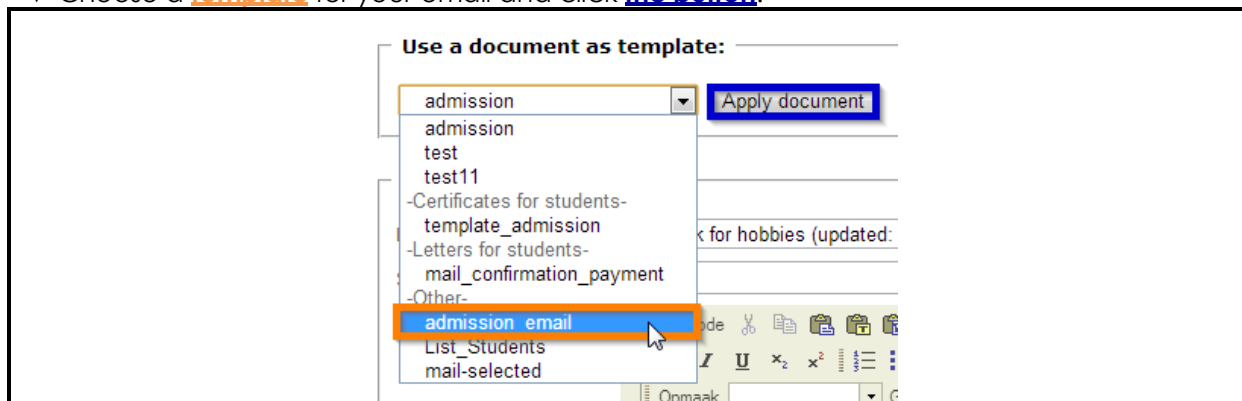 Use a document as template:
admission Apply document
admission
test
test11
-Certificates for students-
template_admission
k for hobbies (updated:
-Letters for students-
mail_confirmation_payment
-Other-
admission_email
List_Students
mail-selected
Opmaak